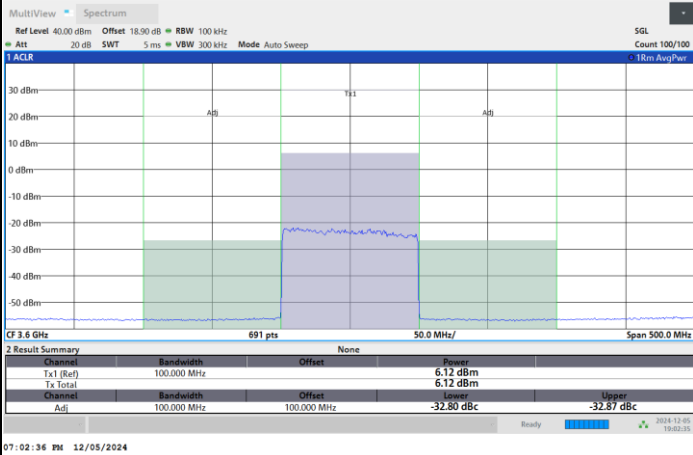 MultiView Spectrum
Ref Level 40.00 dBm Offset 18.90 dB RBW 100 kHz SGL
Att 20 dB SWT 5 ms VBW 300 kHz Mode Auto Sweep Count 100/100
1 ACLR 1Rm AvgPwr
Tx1
30 dBm
Adj Adj
20 dBm
10 dBm
0 dBm
-10 dBm
-20 dBm
-30 dBm
-40 dBm
-50 dBm
CF 3.6 GHz 691 pts 50.0 MHz/ Span 500.0 MHz
2 Result Summary None
Channel Bandwidth Offset Power
Tx1 (Ref) 100.000 MHz 6.12 dBm
Tx Total 6.12 dBm
Channel Bandwidth Offset Lower Upper
Adj 100.000 MHz 100.000 MHz -32.80 dBc -32.87 dBc
Ready 2024-12-05
19:02:35
07:02:36 PM 12/05/2024